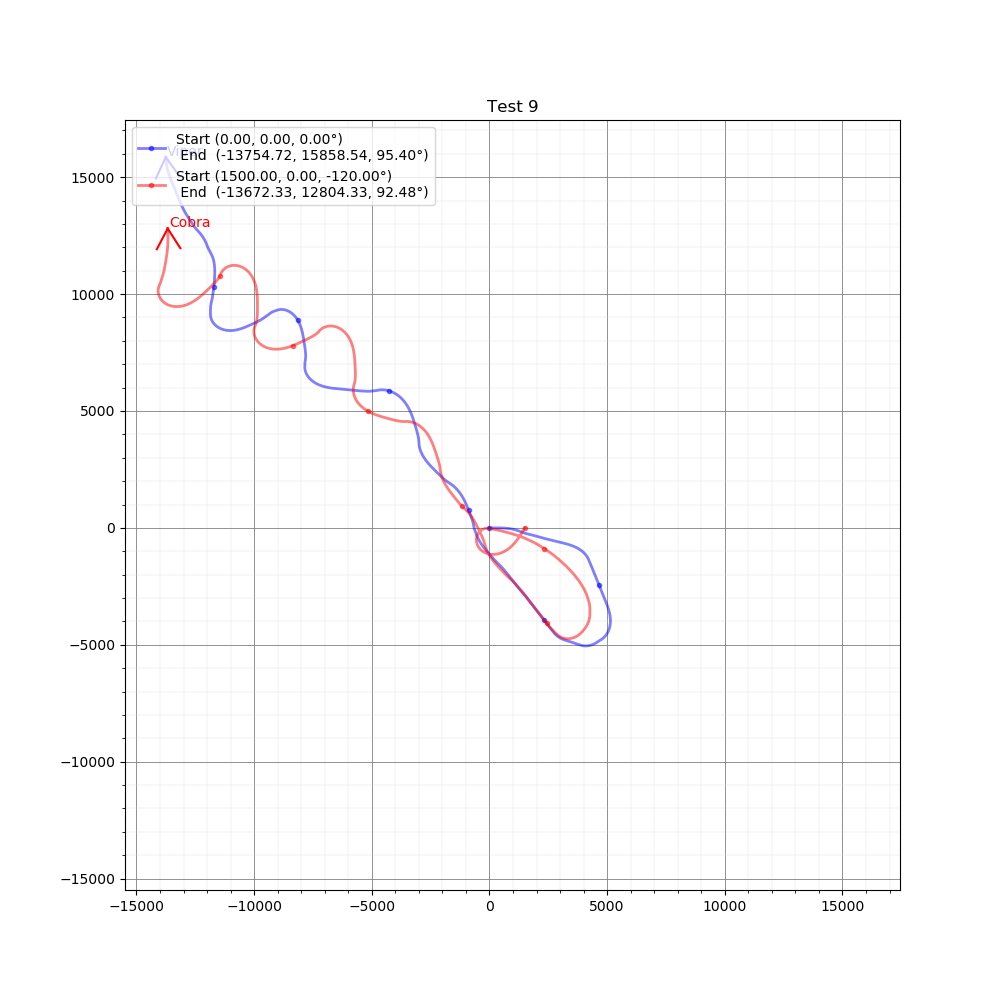 Test 9
Start (0.00, 0.00, 0.00°)
End (-13754.72, 15858.54, 95.40°)
Start (1500.00, 0.00, -120.00°)
End (-13672.33, 12804.33, 92.48°)
Cobra
15000
10000
5000
0
−5000
−10000
−15000
−15000 −10000 −5000 0 5000 10000 15000